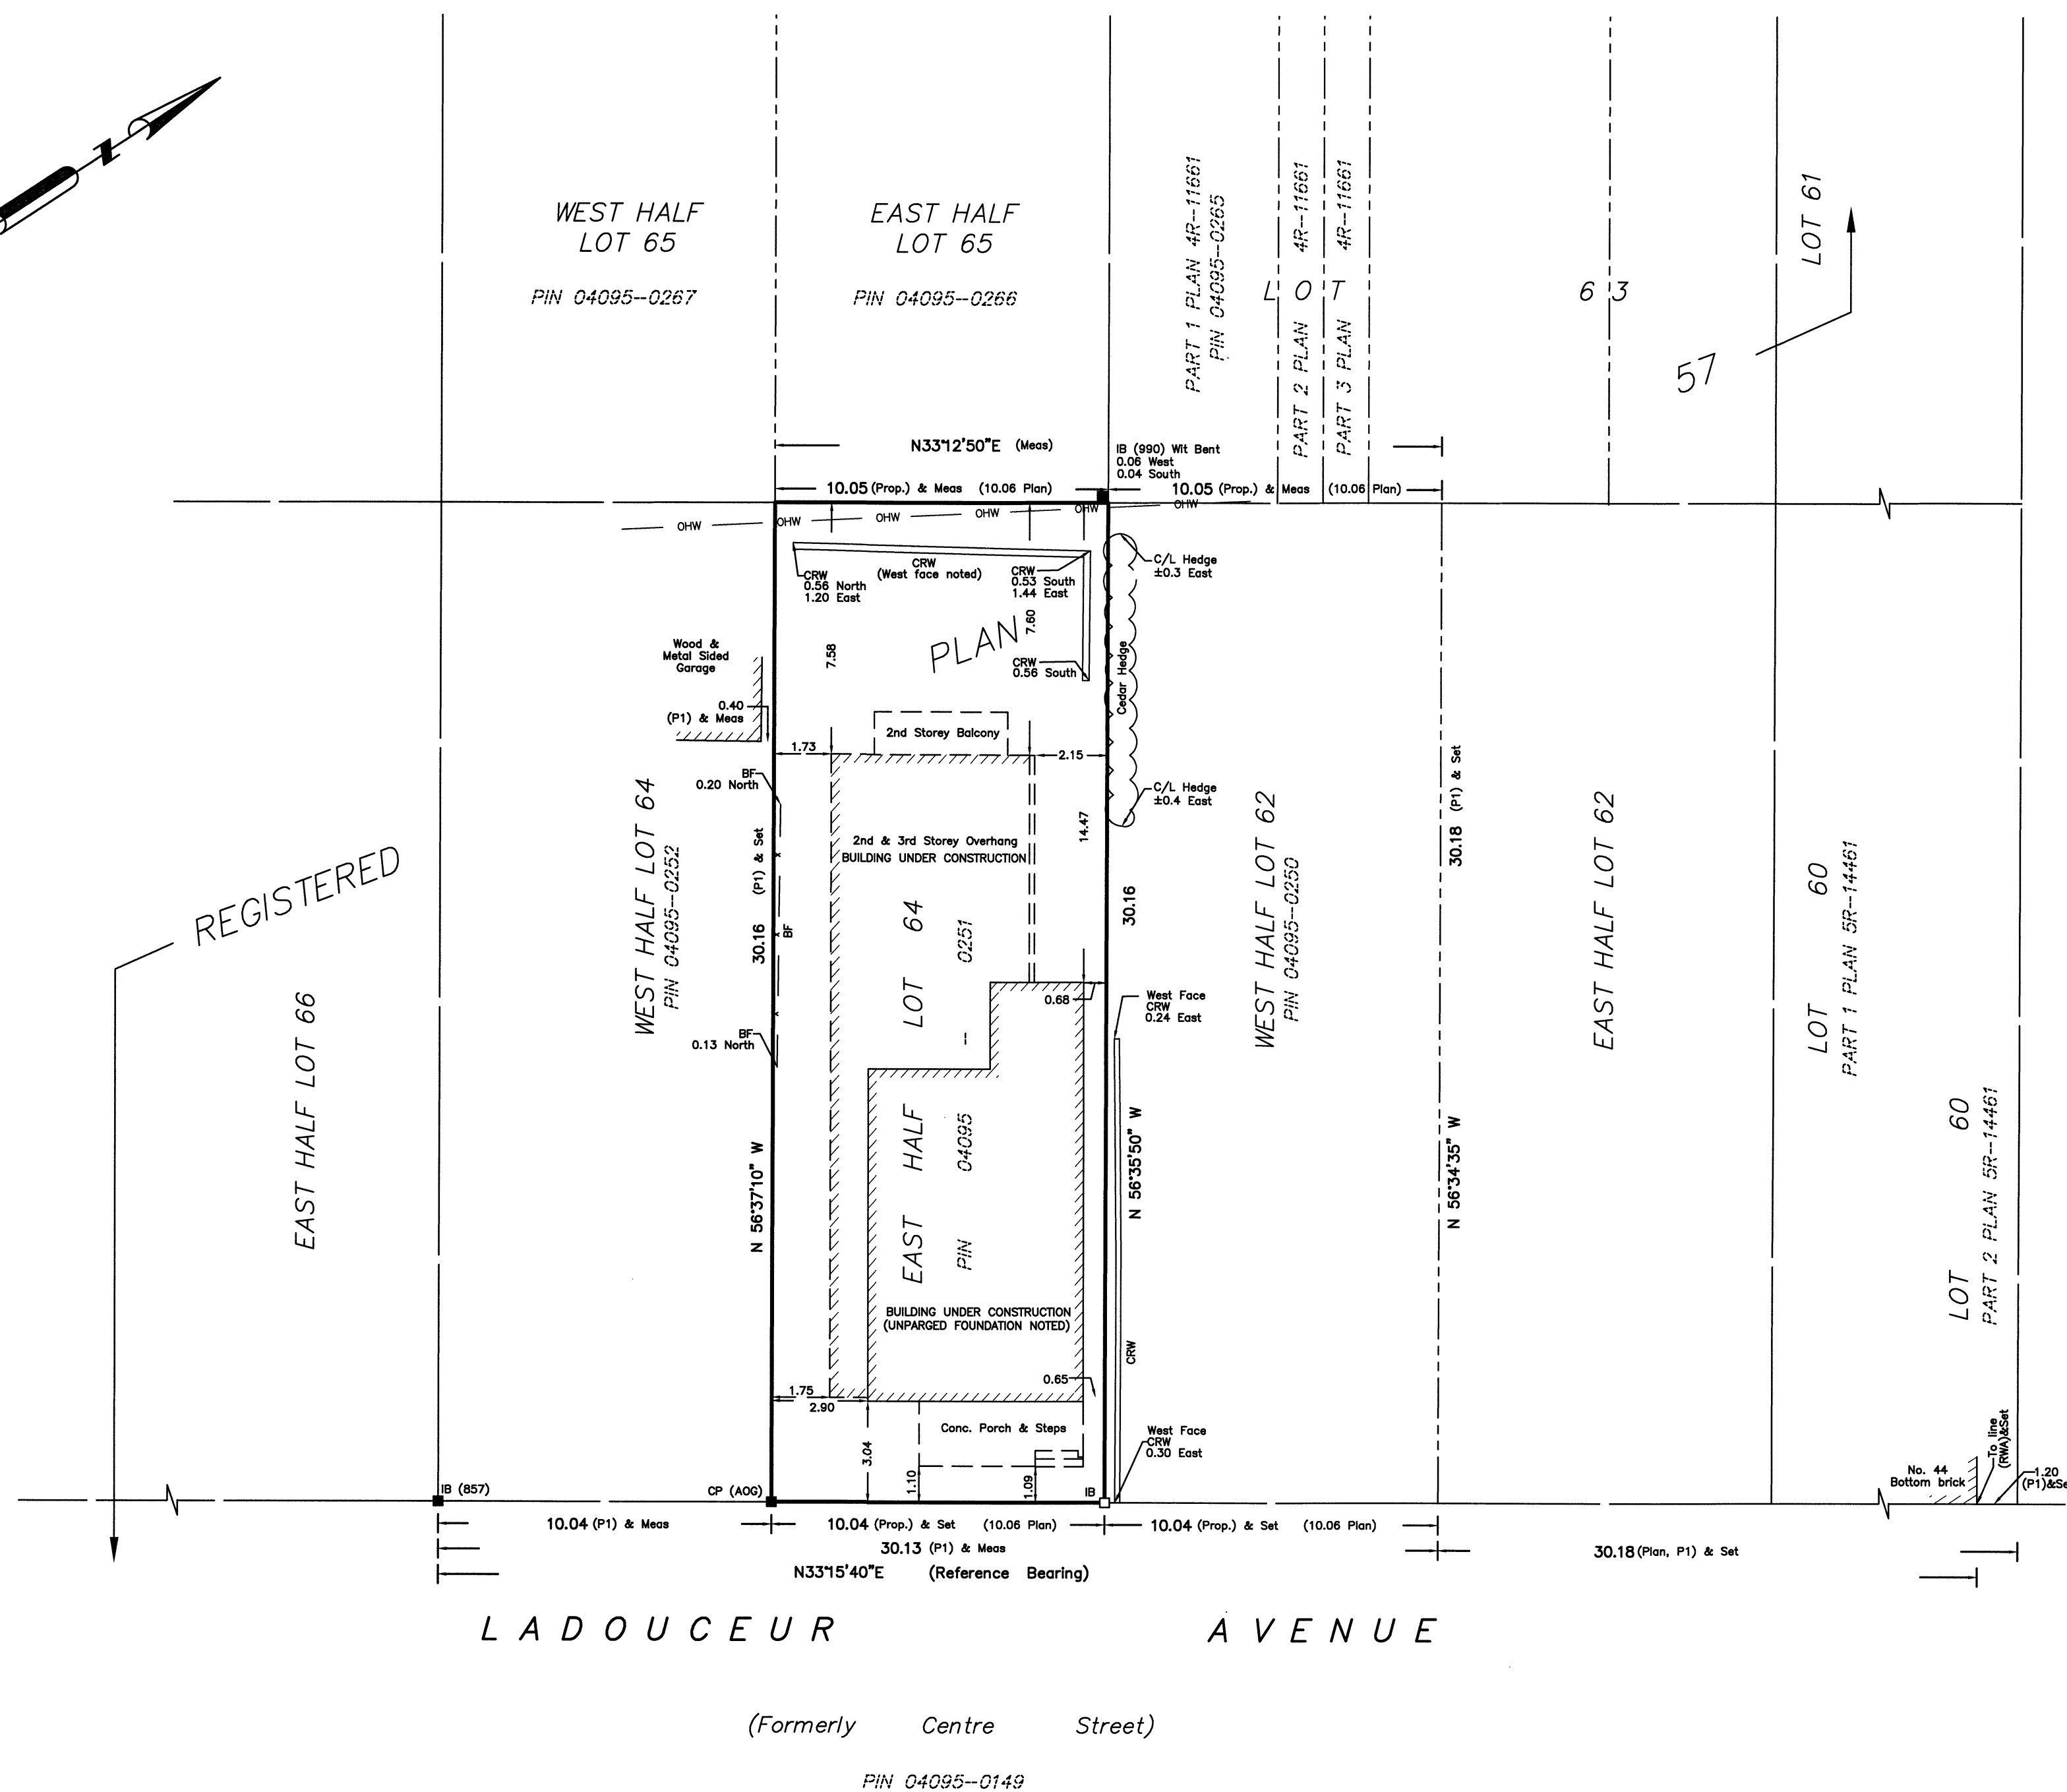 N
WEST HALF
LOT 65
PIN 04095--0267
EAST HALF
LOT 65
PIN 04095--0266
PART 1 PLAN 4R--11661
PIN 04095--0265
PART 2 PLAN 4R--11661
PART 3 PLAN 4R--11661
LOT 63
LOT 61
57
N33°12'50"E (Meas)
IB (990) Wit Bent
0.06 West
0.04 South
10.05 (Prop.) & Meas (10.06 Plan)
10.05 (Prop.) & Meas (10.06 Plan)
OHW OHW OHW OHW OHW OHW
CRW
(West face noted)
CRW
0.56 North
1.20 East
CRW
0.53 South
1.44 East
C/L Hedge
±0.3 East
7.60
7.58
PLAN
CRW
0.56 South
Cedar Hedge
Wood &
Metal Sided
Garage
0.40
(P1) & Meas
2nd Storey Balcony
1.73
2.15
BF
0.20 North
C/L Hedge
±0.4 East
14.47
30.18 (P1) & Set
2nd & 3rd Storey Overhang
BUILDING UNDER CONSTRUCTION
WEST HALF LOT 64
PIN 04095--0252
30.16 (P1) & Set
BF
30.16
WEST HALF LOT 62
PIN 04095--0250
EAST HALF LOT 62
LOT 60
PART 1 PLAN 5R--14461
REGISTERED
EAST HALF LOT 66
EAST HALF LOT 64
PIN 04095 -- 0251
0.68
West Face
CRW
0.24 East
BF
0.13 North
N 56°37'10" W
N 56°35'50" W
N 56°34'35" W
LOT 60
PART 2 PLAN 5R--14461
BUILDING UNDER CONSTRUCTION
(UNPARGED FOUNDATION NOTED)
CRW
0.65
1.75
2.90
Conc. Porch & Steps
West Face
CRW
0.30 East
3.04
1.10
1.09
To line
(RWA)&Set
No. 44
Bottom brick
1.20
(P1)&Se
IB (857)
CP (AOG)
IB
10.04 (P1) & Meas
10.04 (Prop.) & Set (10.06 Plan)
10.04 (Prop.) & Set (10.06 Plan)
30.13 (P1) & Meas
30.18 (Plan, P1) & Set
N33°15'40"E (Reference Bearing)
LADOUCEUR AVENUE
(Formerly Centre Street)
PIN 04095--0149